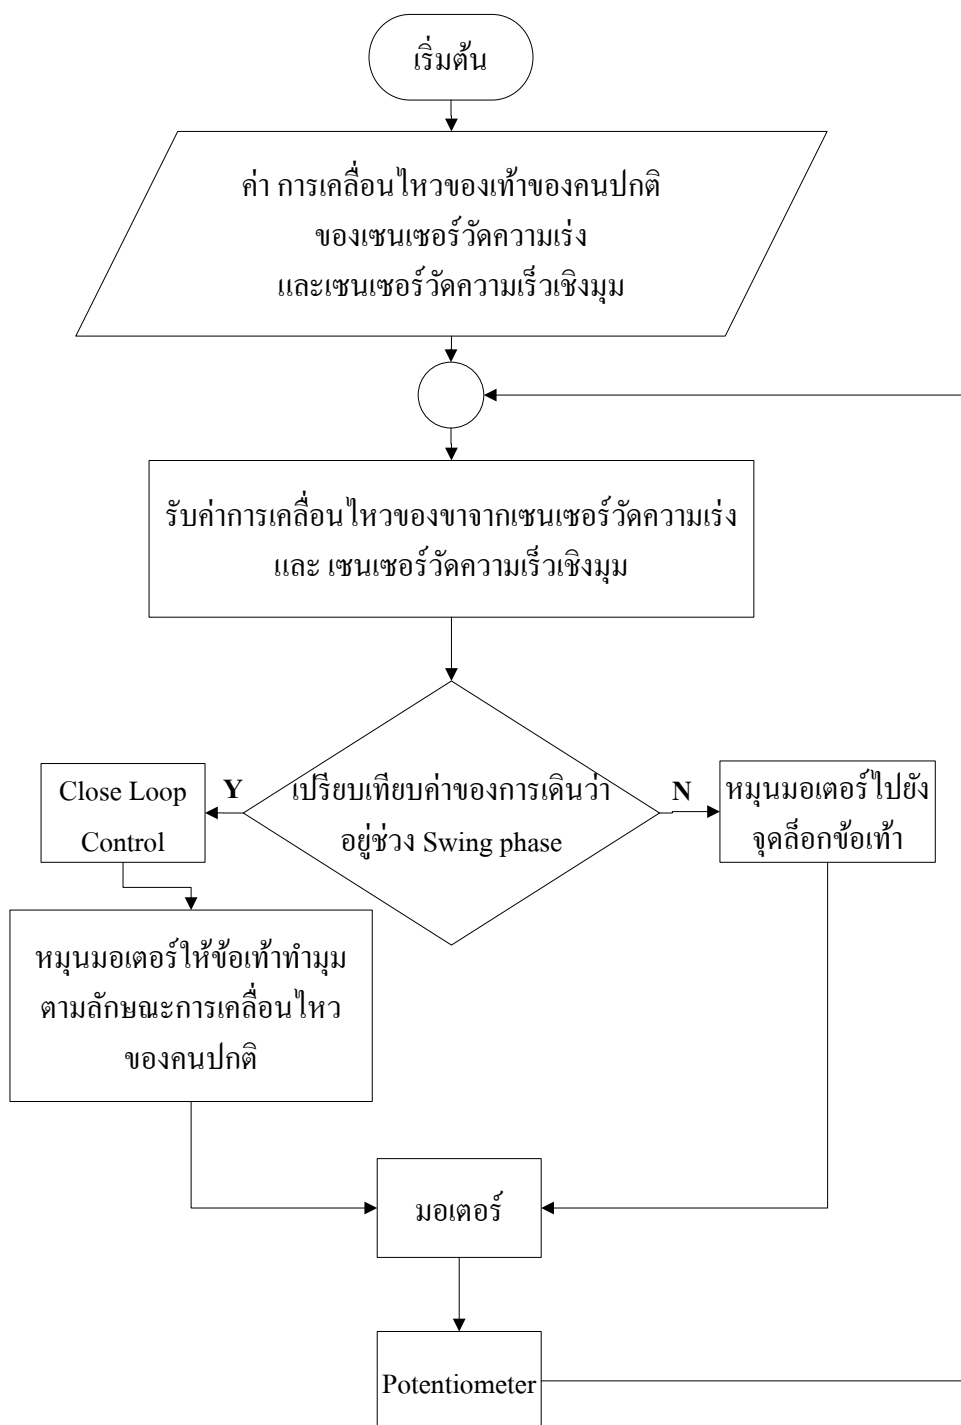 เริ่มต้น
ค่า การเคลื่อนไหวของเท้าของคนปกติ
ของเซนเซอร์วัดความเร่ง
และเซนเซอร์วัดความเร็วเชิงมุม
รับค่าการเคลื่อนไหวของขาจากเซนเซอร์วัดความเร่ง
และ เซนเซอร์วัดความเร็วเชิงมุม
เปรียบเทียบค่าของการเดินว่า
อยู่ช่วง Swing phase
Y
N
Close Loop
Control
หมุนมอเตอร์ไปยัง
จุดล็อกข้อเท้า
หมุนมอเตอร์ให้ข้อเท้าทำมุม
ตามลักษณะการเคลื่อนไหว
ของคนปกติ
มอเตอร์
Potentiometer